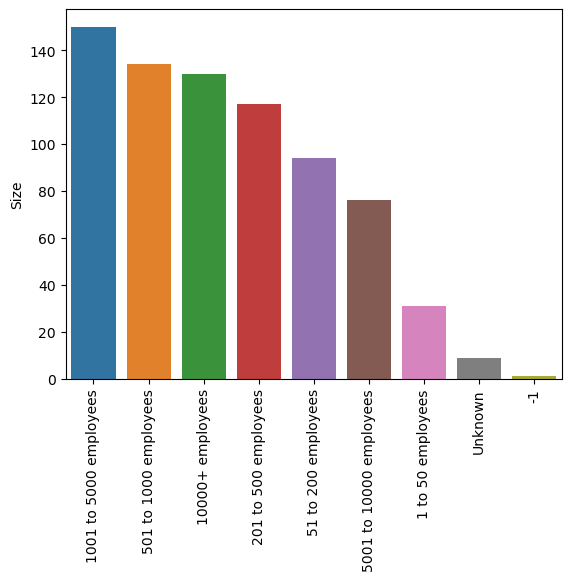 140
120
100
80
60
40
20
0
Size
1001 to 5000 employees
501 to 1000 employees
10000+ employees
201 to 500 employees
51 to 200 employees
5001 to 10000 employees
1 to 50 employees
Unknown
-1